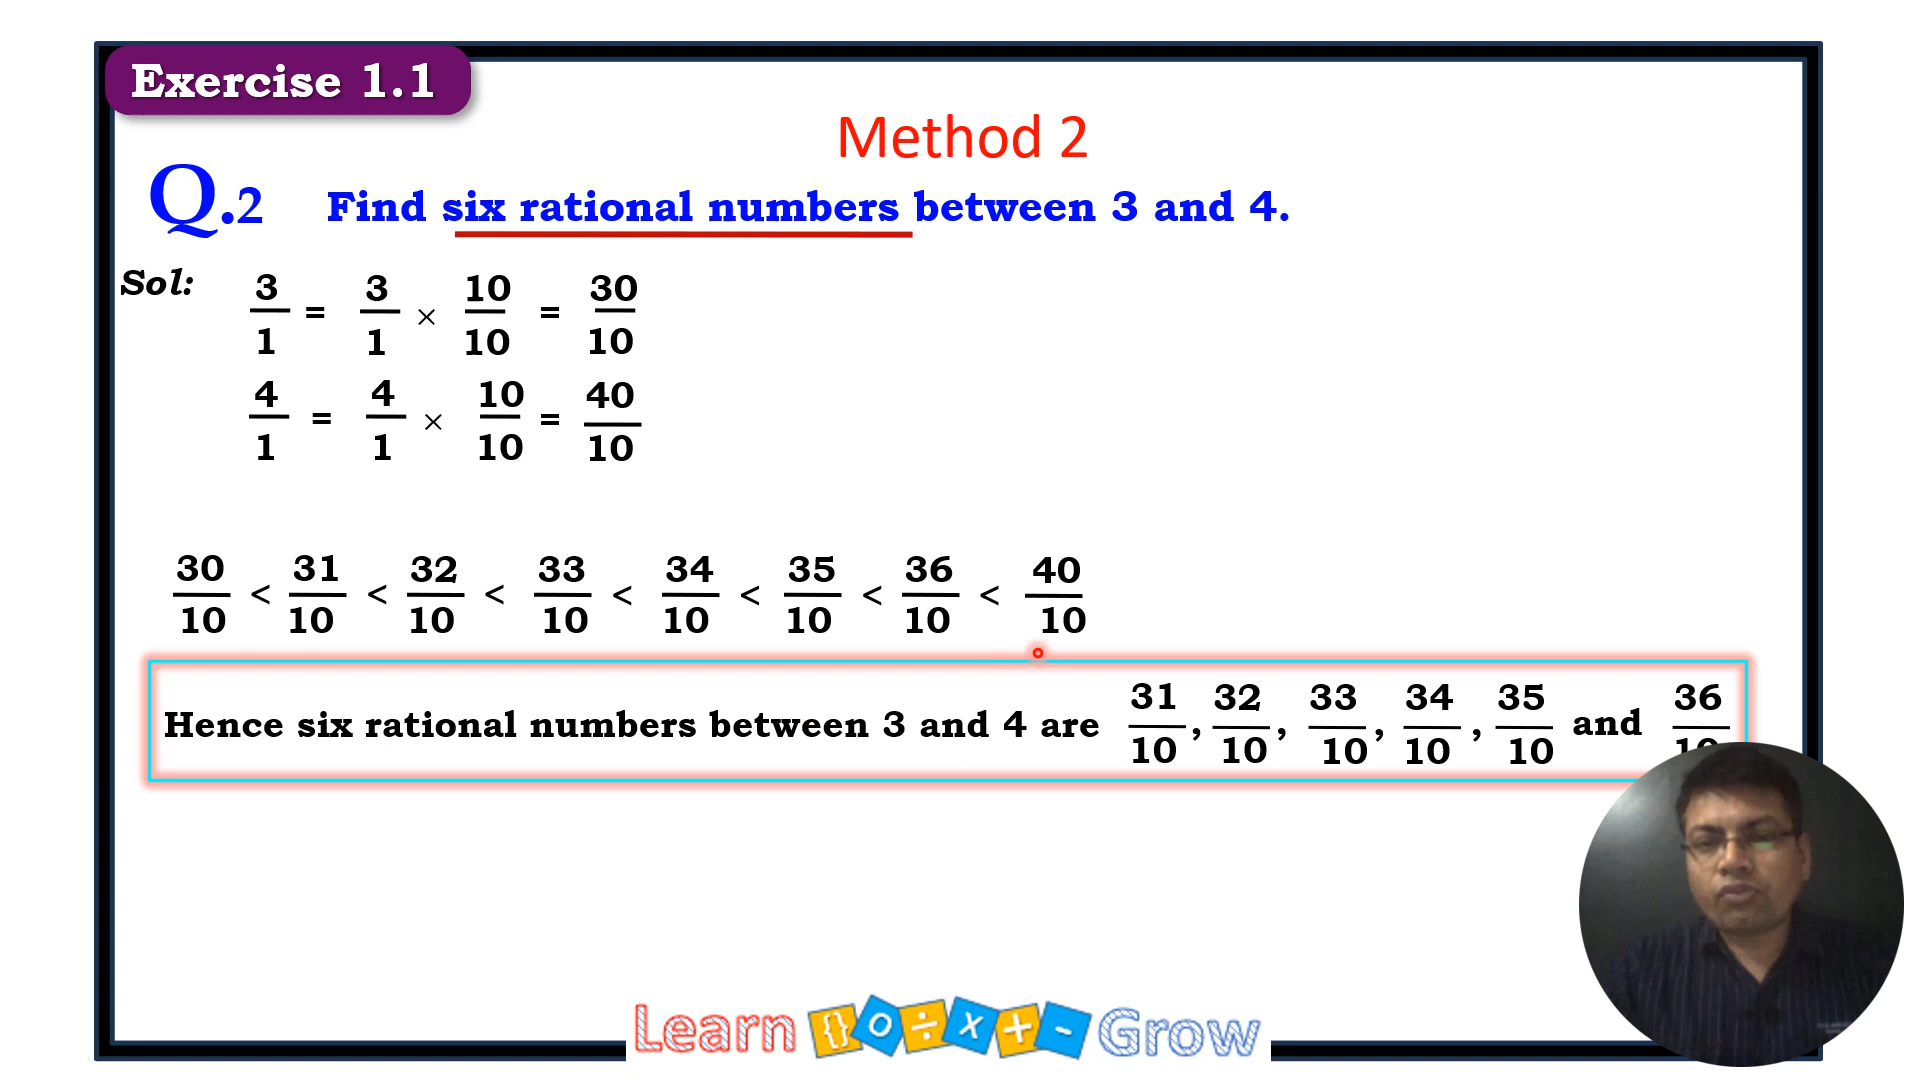 Exercise 1.1
Method 2
Q.2 Find six rational numbers between 3 and 4.
Sol: 3/1 = 3/1 × 10/10 = 30/10
4/1 = 4/1 × 10/10 = 40/10
30/10 < 31/10 < 32/10 < 33/10 < 34/10 < 35/10 < 36/10 < 40/10
Hence six rational numbers between 3 and 4 are 31/10, 32/10, 33/10, 34/10, 35/10 and 36/10
Learn {} O ÷ x + - Grow